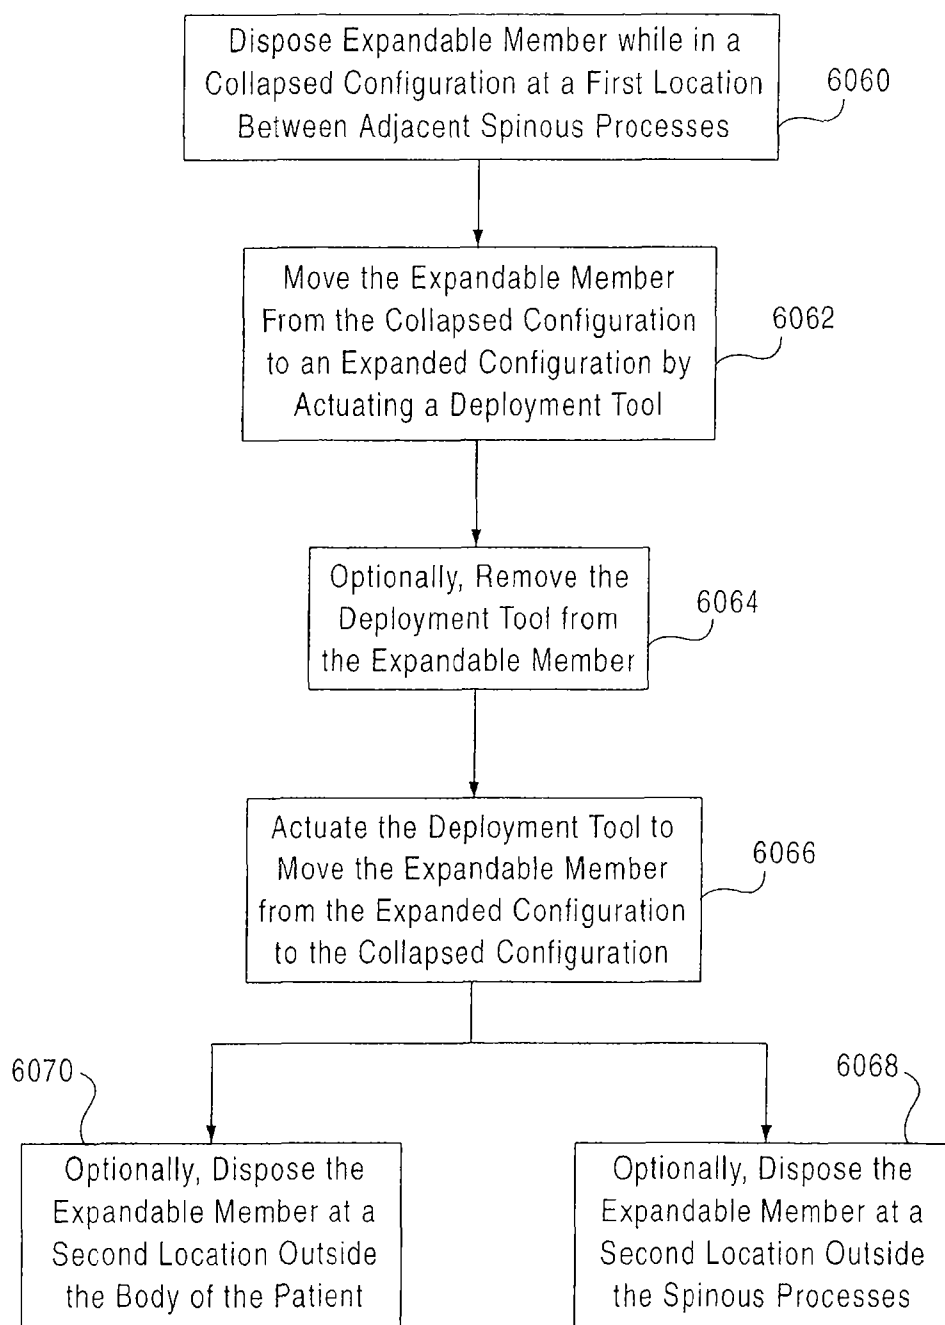 Dispose Expandable Member while in a
Collapsed Configuration at a First Location
Between Adjacent Spinous Processes
6060
Move the Expandable Member
From the Collapsed Configuration
to an Expanded Configuration by
Actuating a Deployment Tool
6062
Optionally, Remove the
Deployment Tool from
the Expandable Member
6064
Actuate the Deployment Tool to
Move the Expandable Member
from the Expanded Configuration
to the Collapsed Configuration
6066
6070
Optionally, Dispose the
Expandable Member at a
Second Location Outside
the Body of the Patient
6068
Optionally, Dispose the
Expandable Member at a
Second Location Outside
the Spinous Processes